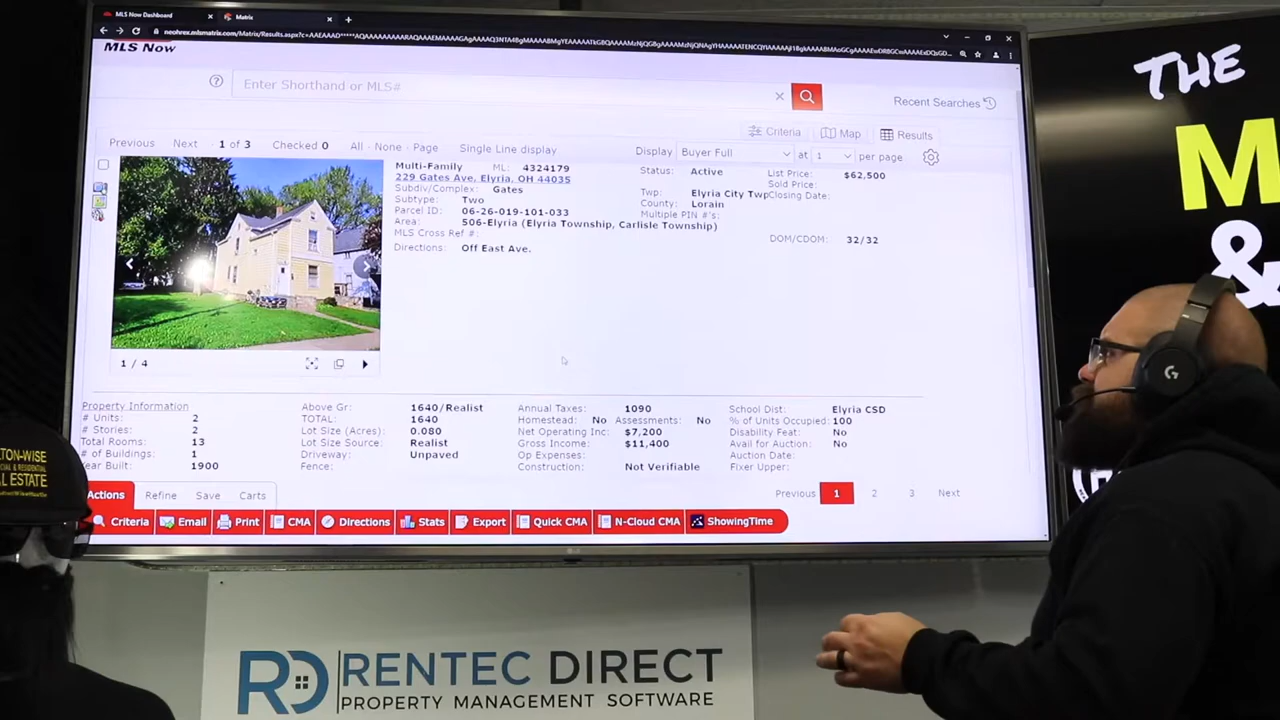 MLS Now Dashboard
Matrix
MLS Now
Enter Shorthand or MLS#
Recent Searches
Criteria
Map
Results
Previous Next · 1 of 3 Checked 0 All · None · Page Single Line display
Display Buyer Full at 1 per page
Multi-Family ML: 4324179
229 Gates Ave, Elyria, OH 44035
Subdiv/Complex: Gates
Subtype: Two
Parcel ID: 06-26-019-101-033
Area: 506-Elyria (Elyria Township, Carlisle Township)
MLS Cross Ref #:
Directions: Off East Ave.
Status: Active
Twp: Elyria City Twp
County: Lorain
Multiple PIN #'s:
List Price: $62,500
Sold Price:
Closing Date:
DOM/CDOM: 32/32
1 / 4
Property Information
# Units: 2
# Stories: 2
Total Rooms: 13
# of Buildings: 1
Year Built: 1900
Above Gr: 1640/Realist
TOTAL: 1640
Lot Size (Acres): 0.080
Lot Size Source: Realist
Driveway: Unpaved
Fence:
Annual Taxes: 1090
Homestead: No Assessments: No
Net Operating Inc: $7,200
Gross Income: $11,400
Op Expenses:
Construction: Not Verifiable
School Dist: Elyria CSD
% of Units Occupied: 100
Disability Feat: No
Avail for Auction: No
Auction Date:
Fixer Upper:
Actions Refine Save Carts
Previous 1 2 3 Next
Criteria Email Print CMA Directions Stats Export Quick CMA N-Cloud CMA ShowingTime
LG
RD RENTEC DIRECT
PROPERTY MANAGEMENT SOFTWARE
THE
M
&
G
LTON-WISE
CIAL & RESIDENTIAL
AL ESTATE